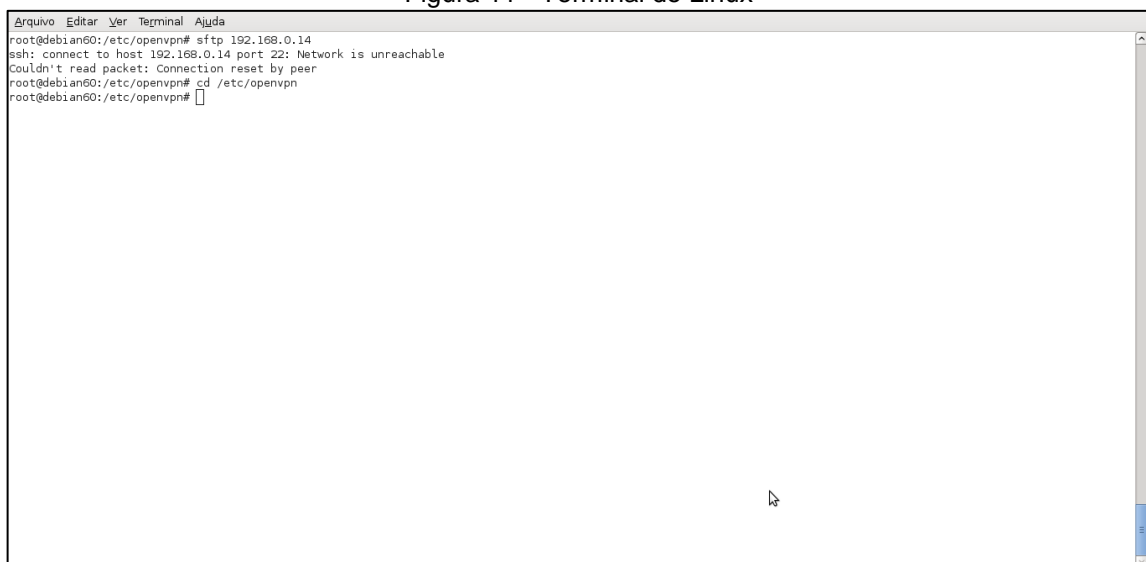 Arquivo Editar Ver Terminal Ajuda
root@debian60:/etc/openvpn# sftp 192.168.0.14
ssh: connect to host 192.168.0.14 port 22: Network is unreachable
Couldn't read packet: Connection reset by peer
root@debian60:/etc/openvpn# cd /etc/openvpn
root@debian60:/etc/openvpn#